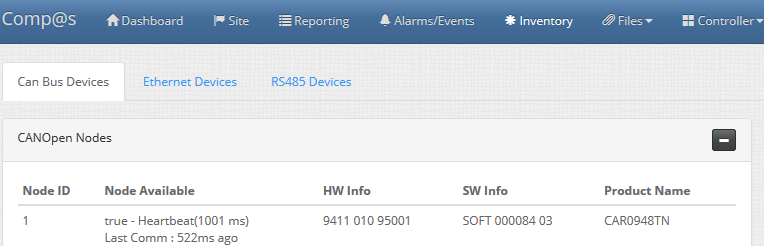 Comp@s Dashboard Site Reporting Alarms/Events Inventory Files Controller
Can Bus Devices Ethernet Devices RS485 Devices
CANOpen Nodes
Node ID Node Available HW Info SW Info Product Name
1 true - Heartbeat(1001 ms) 9411 010 95001 SOFT 000084 03 CAR0948TN
Last Comm : 522ms ago